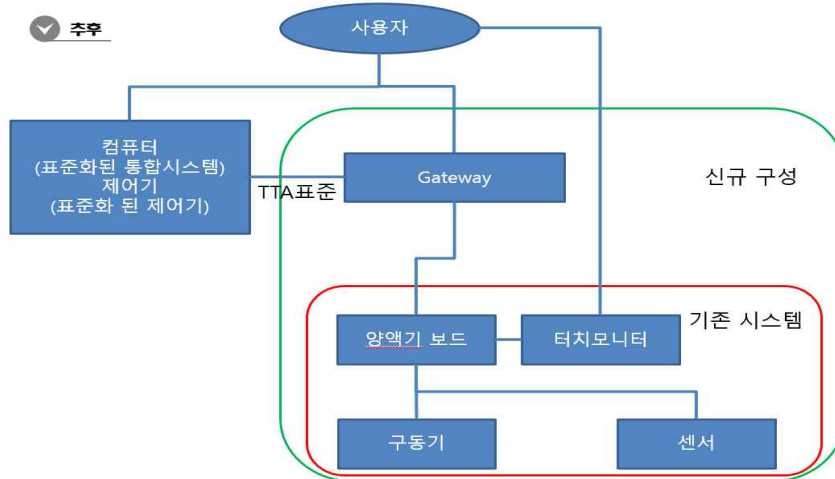 추후
사용자
컴퓨터
(표준화된 통합시스템)
제어기
(표준화 된 제어기)
TTA표준
Gateway
신규 구성
기존 시스템
양액기 보드
터치모니터
구동기
센서